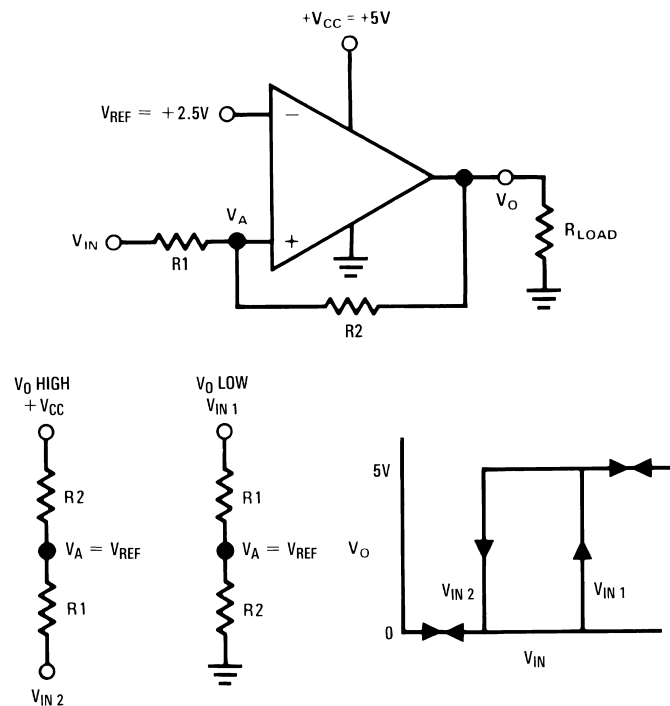 +VCC = +5V
VREF = +2.5V
−
VA
VO
VIN
+
R1
RLOAD
R2
VO HIGH
+ VCC
R2
VA = VREF
R1
VIN 2
VO LOW
VIN 1
R1
VA = VREF
R2
5V
VO
VIN 2
VIN 1
0
VIN